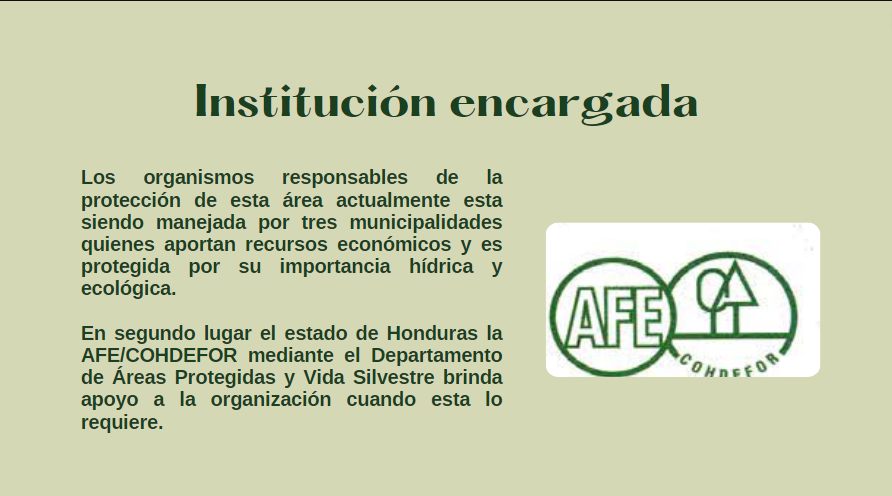 Institución encargada
Los organismos responsables de la
protección de esta área actualmente esta
siendo manejada por tres municipalidades
quienes aportan recursos económicos y es
protegida por su importancia hídrica y
ecológica.
En segundo lugar el estado de Honduras la
AFE/COHDEFOR mediante el Departamento
de Áreas Protegidas y Vida Silvestre brinda
apoyo a la organización cuando esta lo
requiere.
AFE
COHDEFOR